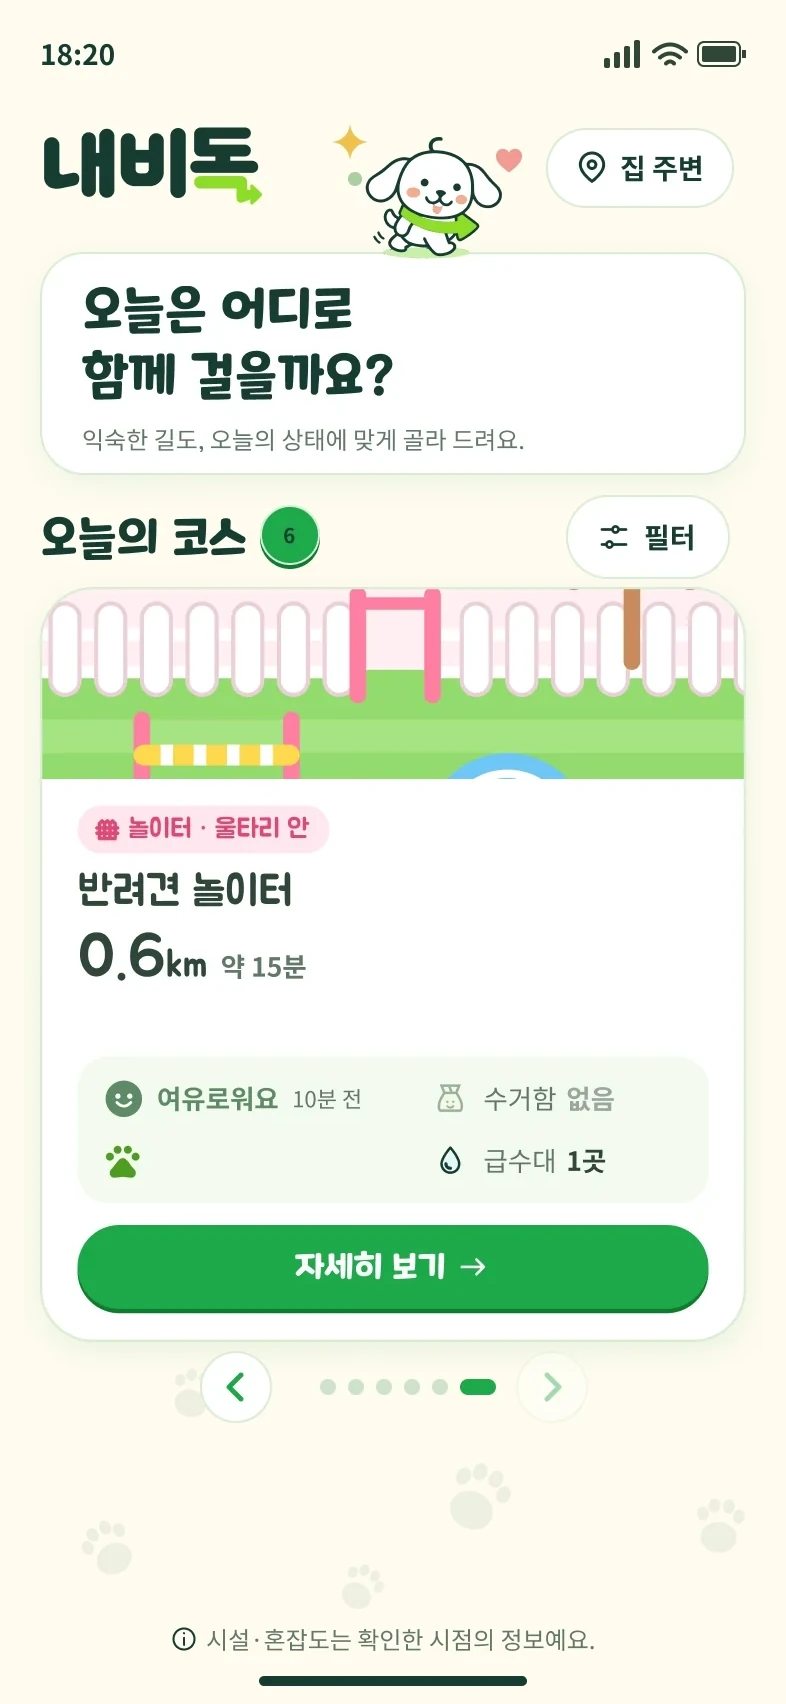 18:20
내비독
집 주변
오늘은 어디로
함께 걸을까요?
익숙한 길도, 오늘의 상태에 맞게 골라 드려요.
오늘의 코스 6
필터
놀이터 · 울타리 안
반려견 놀이터
0.6km 약 15분
여유로워요 10분 전
수거함 없음
급수대 1곳
자세히 보기 →
시설·혼잡도는 확인한 시점의 정보예요.